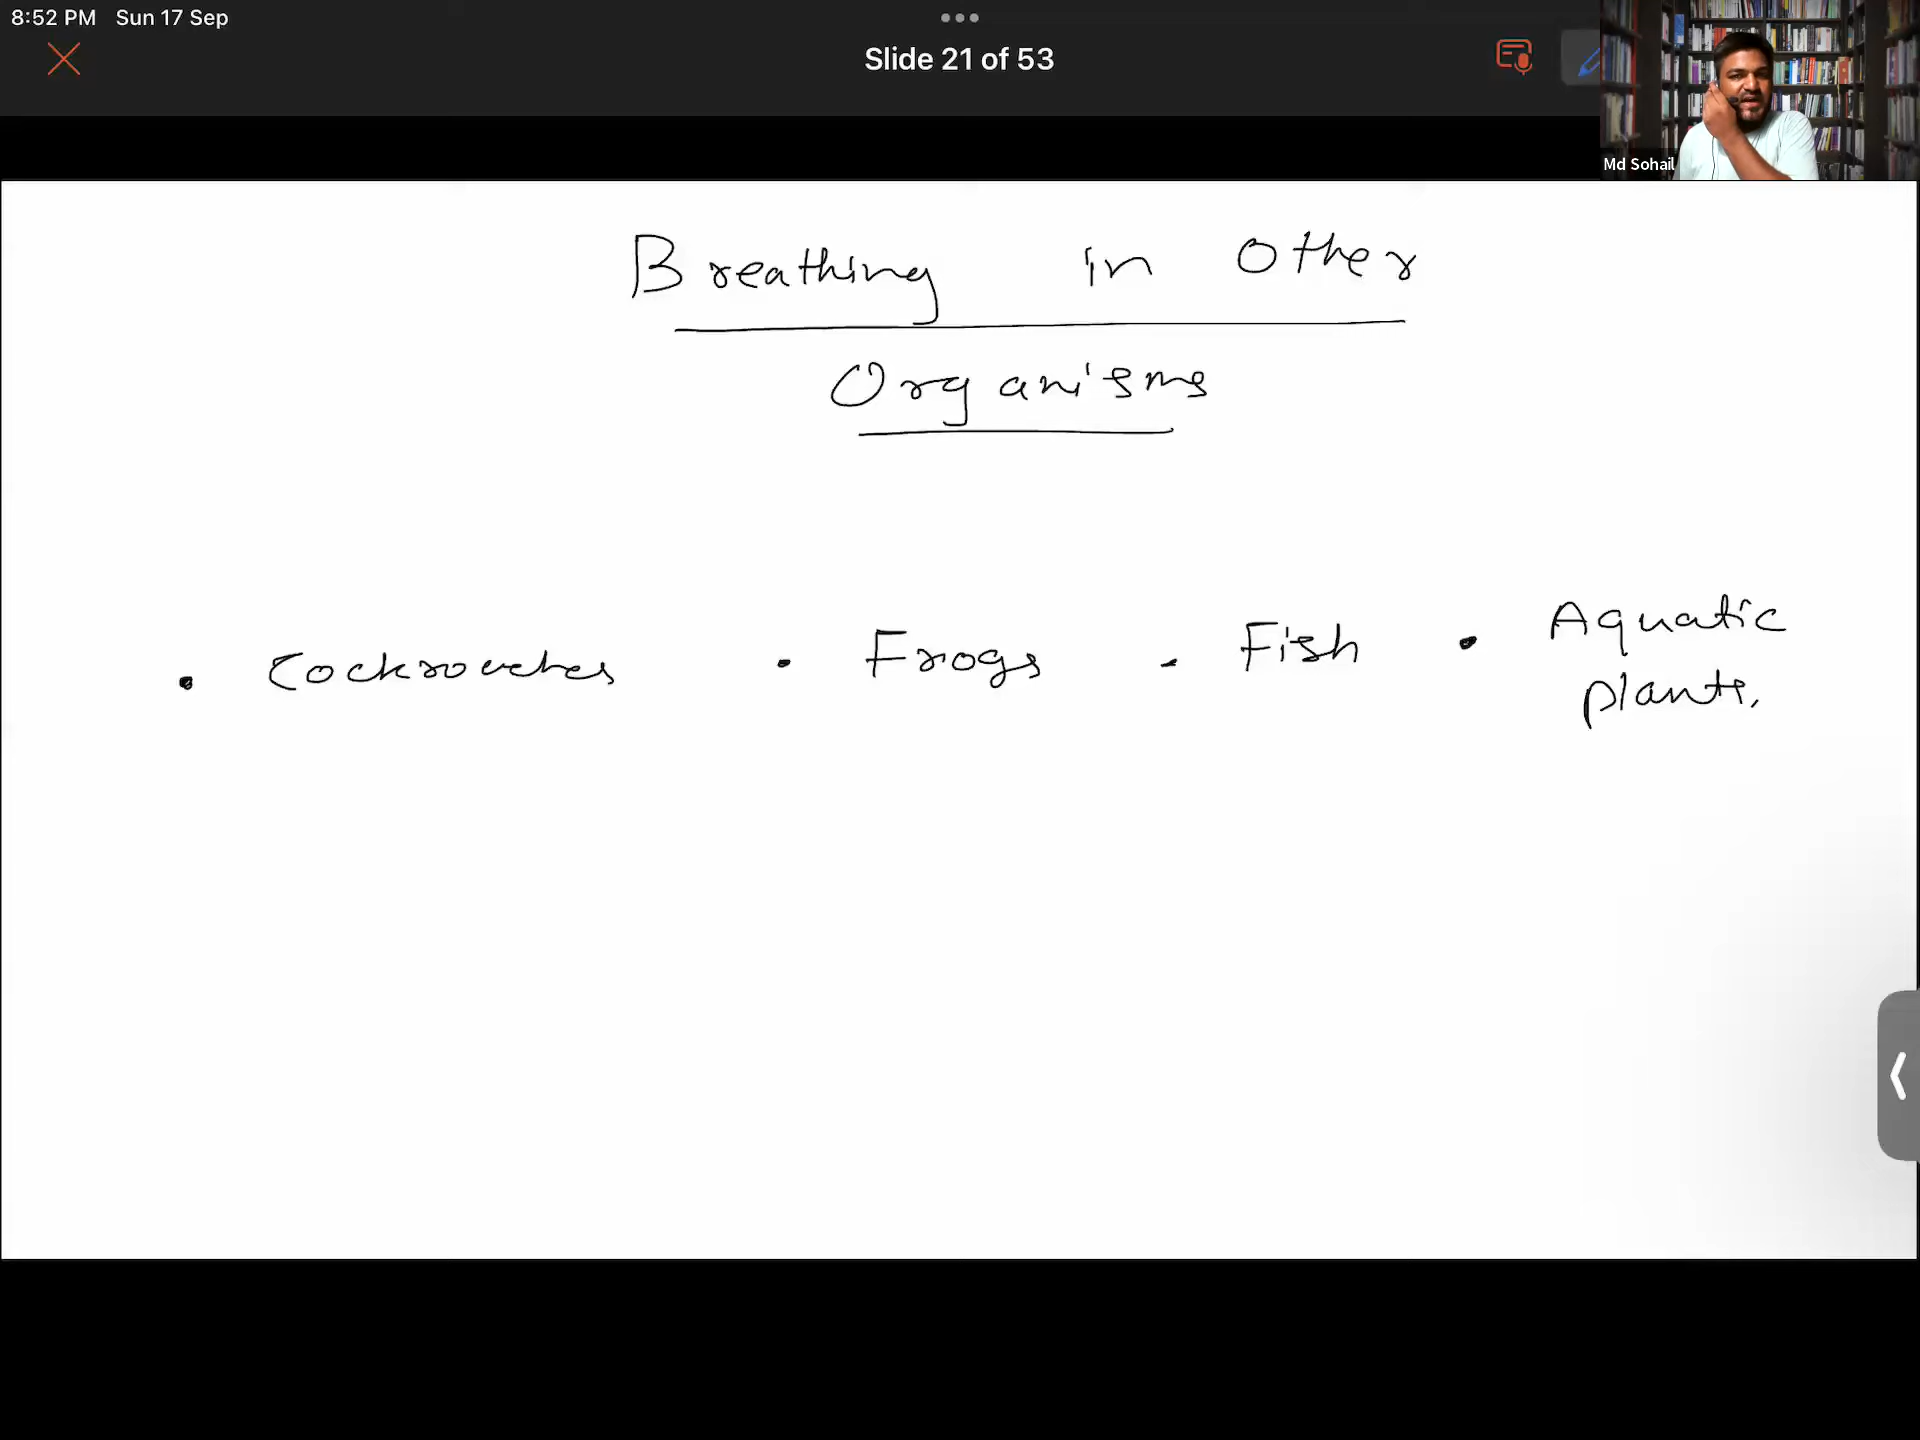 8:52 PM Sun 17 Sep
Slide 21 of 53
Md Sohail
Breathing in Other
Organisms
• Cockroaches • Frogs • Fish • Aquatic
plants.